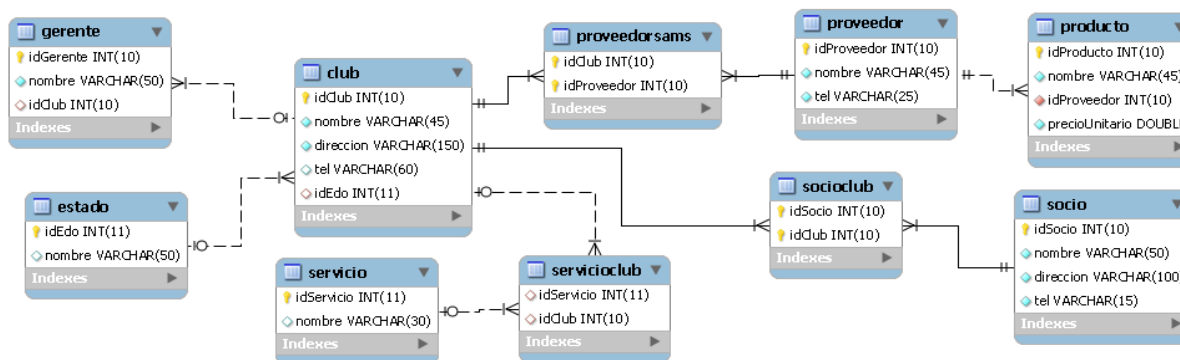 gerente
idGerente INT(10)
nombre VARCHAR(50)
idClub INT(10)
Indexes
estado
idEdo INT(11)
nombre VARCHAR(50)
Indexes
club
idClub INT(10)
nombre VARCHAR(45)
direccion VARCHAR(150)
tel VARCHAR(60)
idEdo INT(11)
Indexes
servicio
idServicio INT(11)
nombre VARCHAR(30)
Indexes
proveedorsams
idClub INT(10)
idProveedor INT(10)
Indexes
servicioclub
idServicio INT(11)
idClub INT(10)
Indexes
proveedor
idProveedor INT(10)
nombre VARCHAR(45)
tel VARCHAR(25)
Indexes
socioclub
idSocio INT(10)
idClub INT(10)
Indexes
producto
idProducto INT(10)
nombre VARCHAR(45)
idProveedor INT(10)
precioUnitario DOUBL
Indexes
socio
idSocio INT(10)
nombre VARCHAR(50)
direccion VARCHAR(100)
tel VARCHAR(15)
Indexes